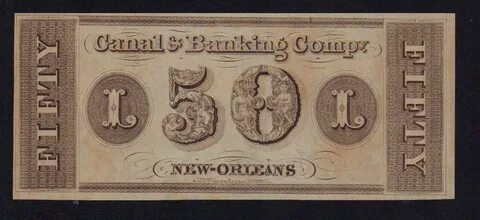 FIFTY
Canal & Banking Compy
L 50 L
NEW-ORLEANS
FIFTY